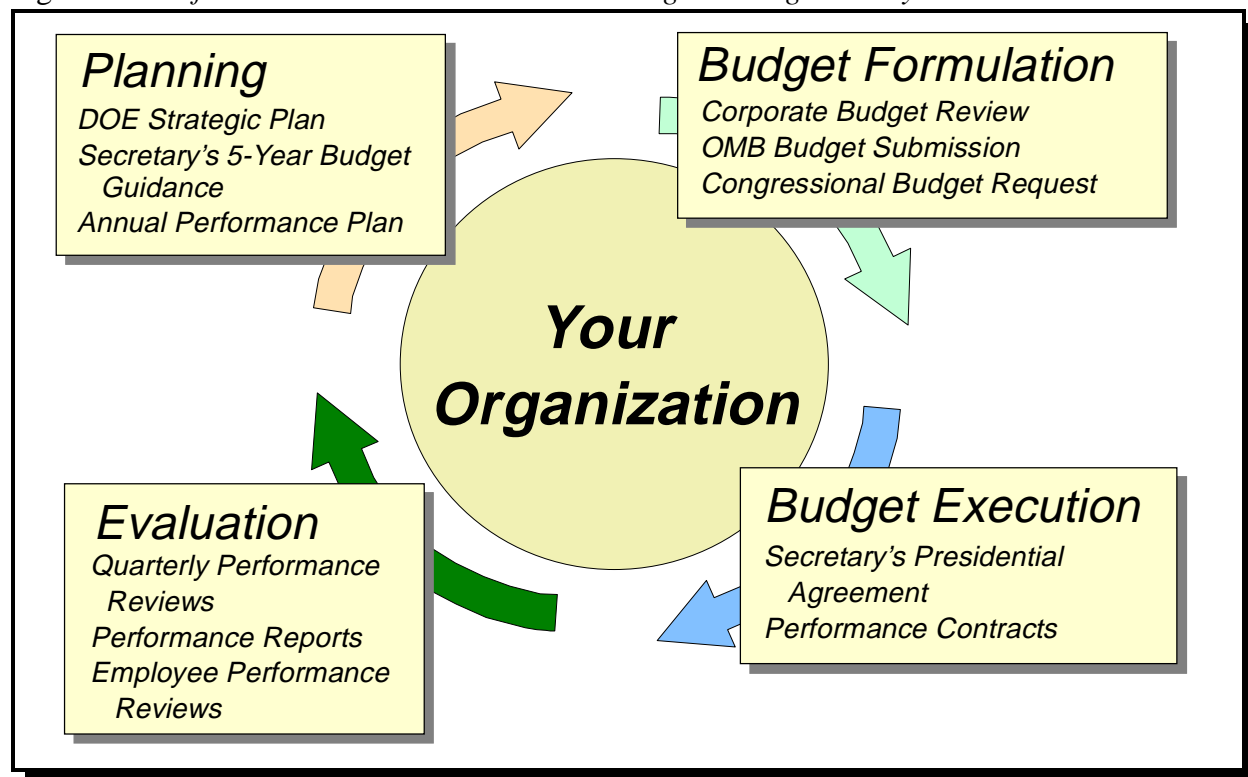 Planning
DOE Strategic Plan
Secretary's 5-Year Budget
Guidance
Annual Performance Plan
Budget Formulation
Corporate Budget Review
OMB Budget Submission
Congressional Budget Request
Your
Organization
Evaluation
Quarterly Performance
Reviews
Performance Reports
Employee Performance
Reviews
Budget Execution
Secretary's Presidential
Agreement
Performance Contracts